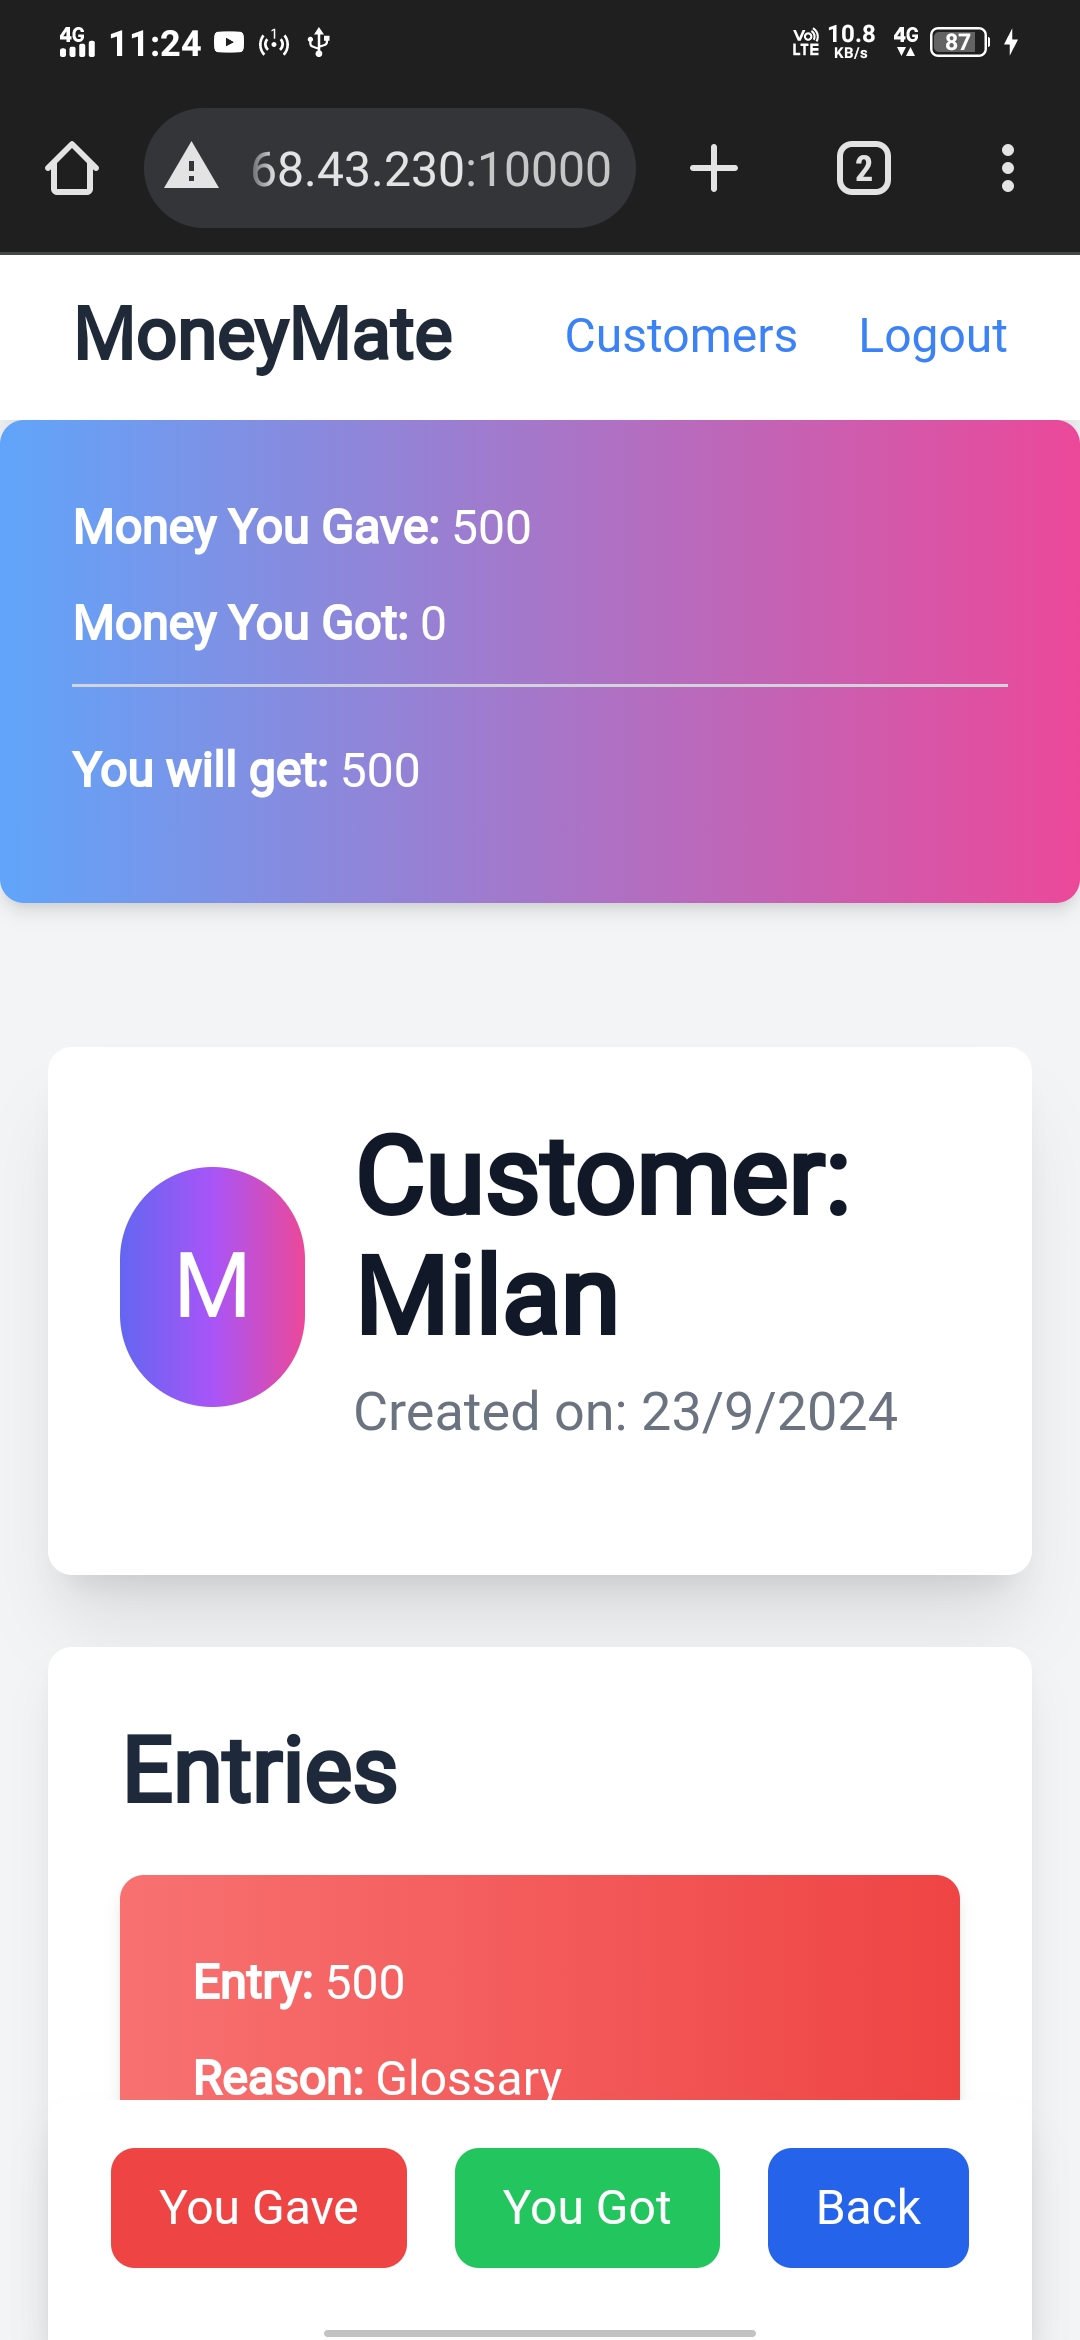 4G 11:24 1 Vo) LTE 10.8 KB/s 4G 87
68.43.230:10000 2
MoneyMate Customers Logout
Money You Gave: 500
Money You Got: 0
You will get: 500
M
Customer:
Milan
Created on: 23/9/2024
Entries
Entry: 500
Reason: Glossary
You Gave You Got Back